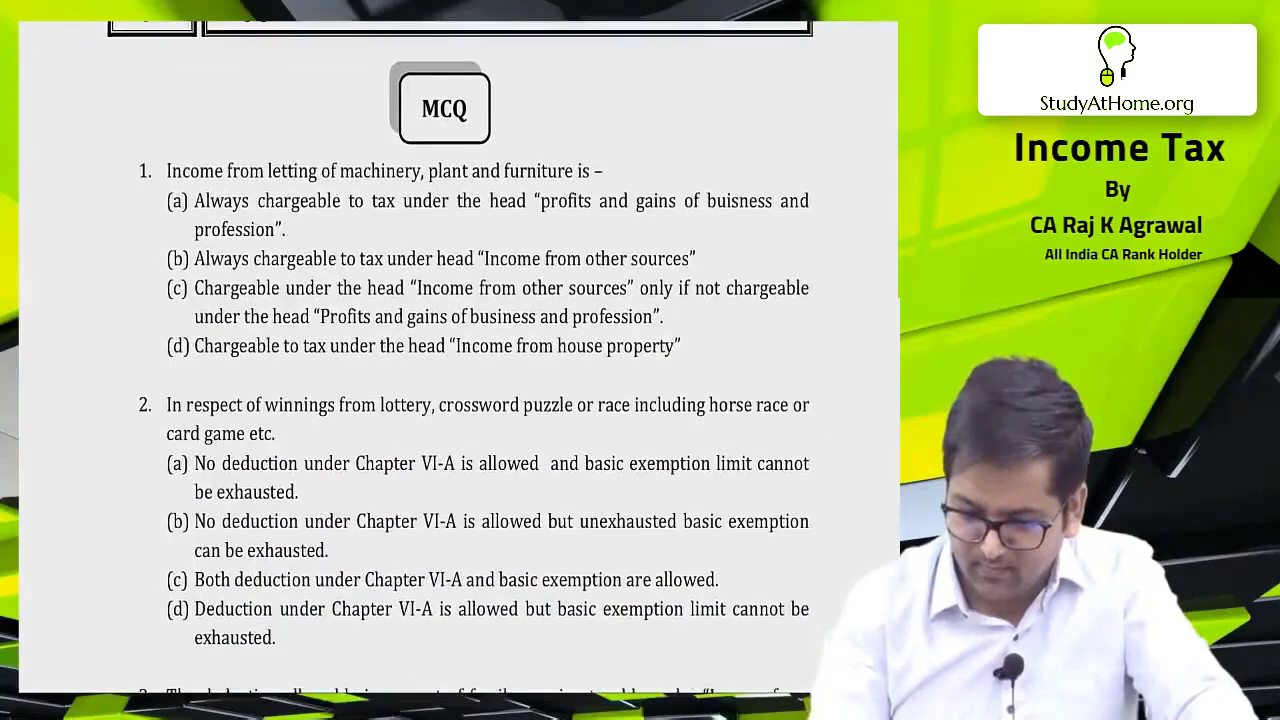 MCQ
1. Income from letting of machinery, plant and furniture is –
(a) Always chargeable to tax under the head “profits and gains of buisness and
profession”.
(b) Always chargeable to tax under head “Income from other sources”
(c) Chargeable under the head “Income from other sources” only if not chargeable
under the head “Profits and gains of business and profession”.
(d) Chargeable to tax under the head “Income from house property”
2. In respect of winnings from lottery, crossword puzzle or race including horse race or
card game etc.
(a) No deduction under Chapter VI-A is allowed and basic exemption limit cannot
be exhausted.
(b) No deduction under Chapter VI-A is allowed but unexhausted basic exemption
can be exhausted.
(c) Both deduction under Chapter VI-A and basic exemption are allowed.
(d) Deduction under Chapter VI-A is allowed but basic exemption limit cannot be
exhausted.
StudyAtHome.org
Income Tax
By
CA Raj K Agrawal
All India CA Rank Holder